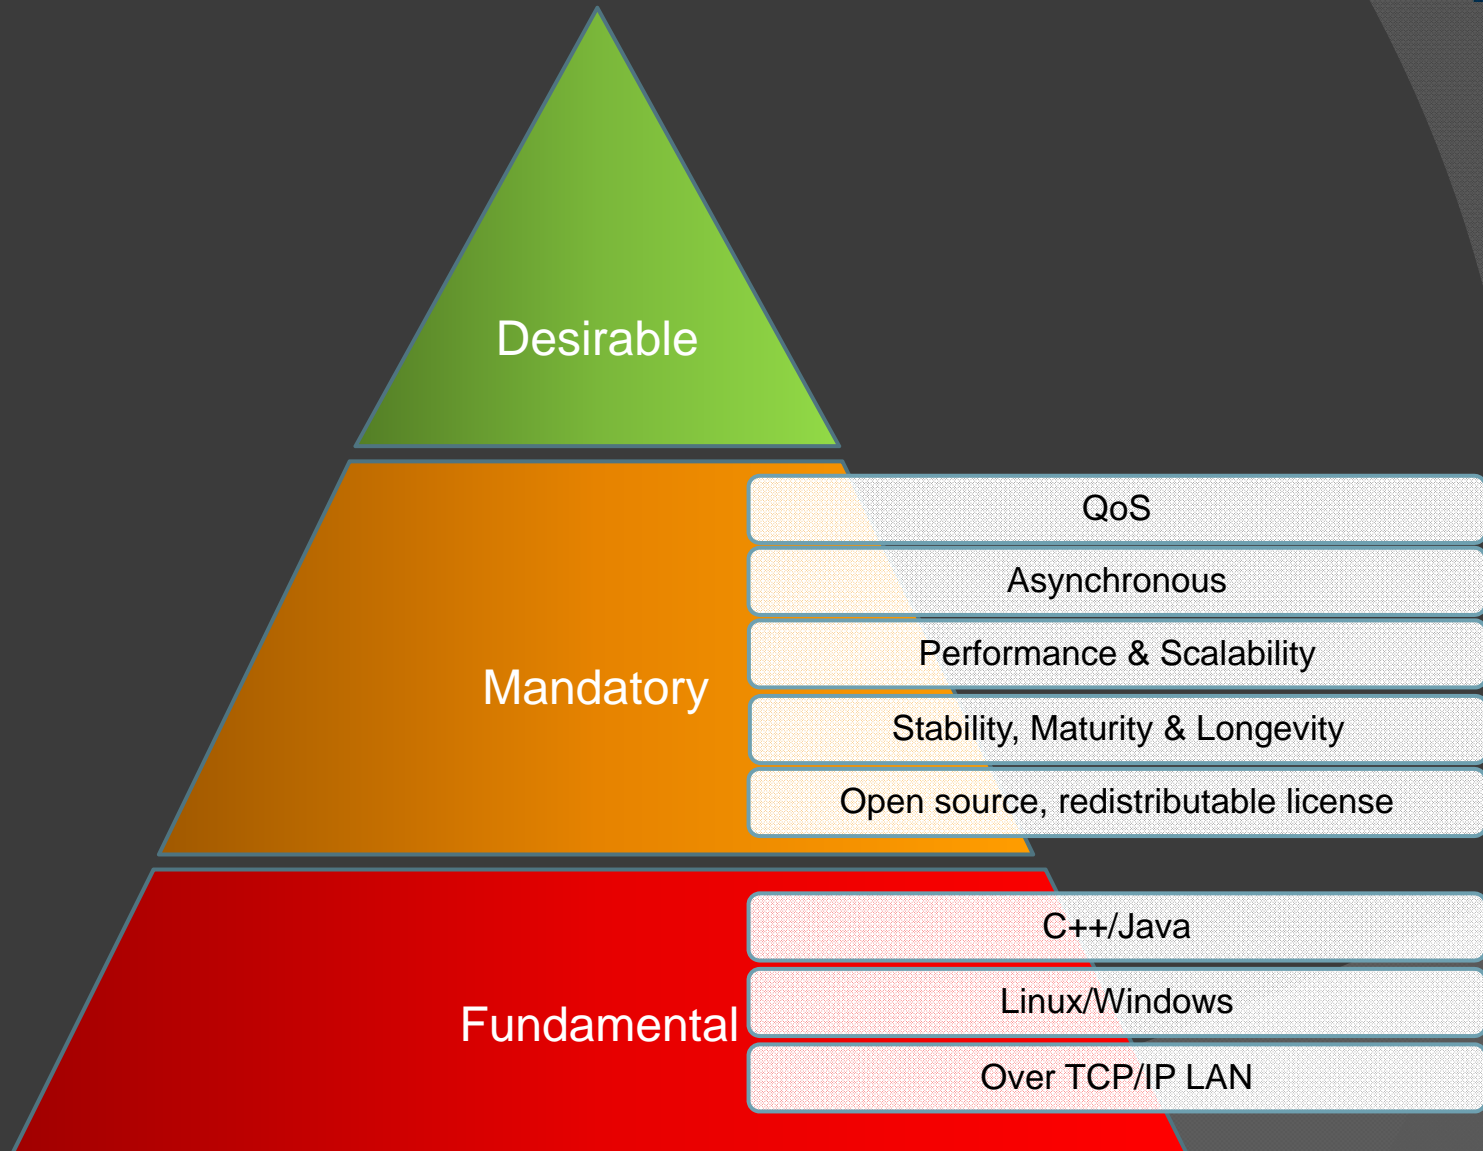 Desirable
Mandatory
QoS
Asynchronous
Performance & Scalability
Stability, Maturity & Longevity
Open source, redistributable license
Fundamental
C++/Java
Linux/Windows
Over TCP/IP LAN